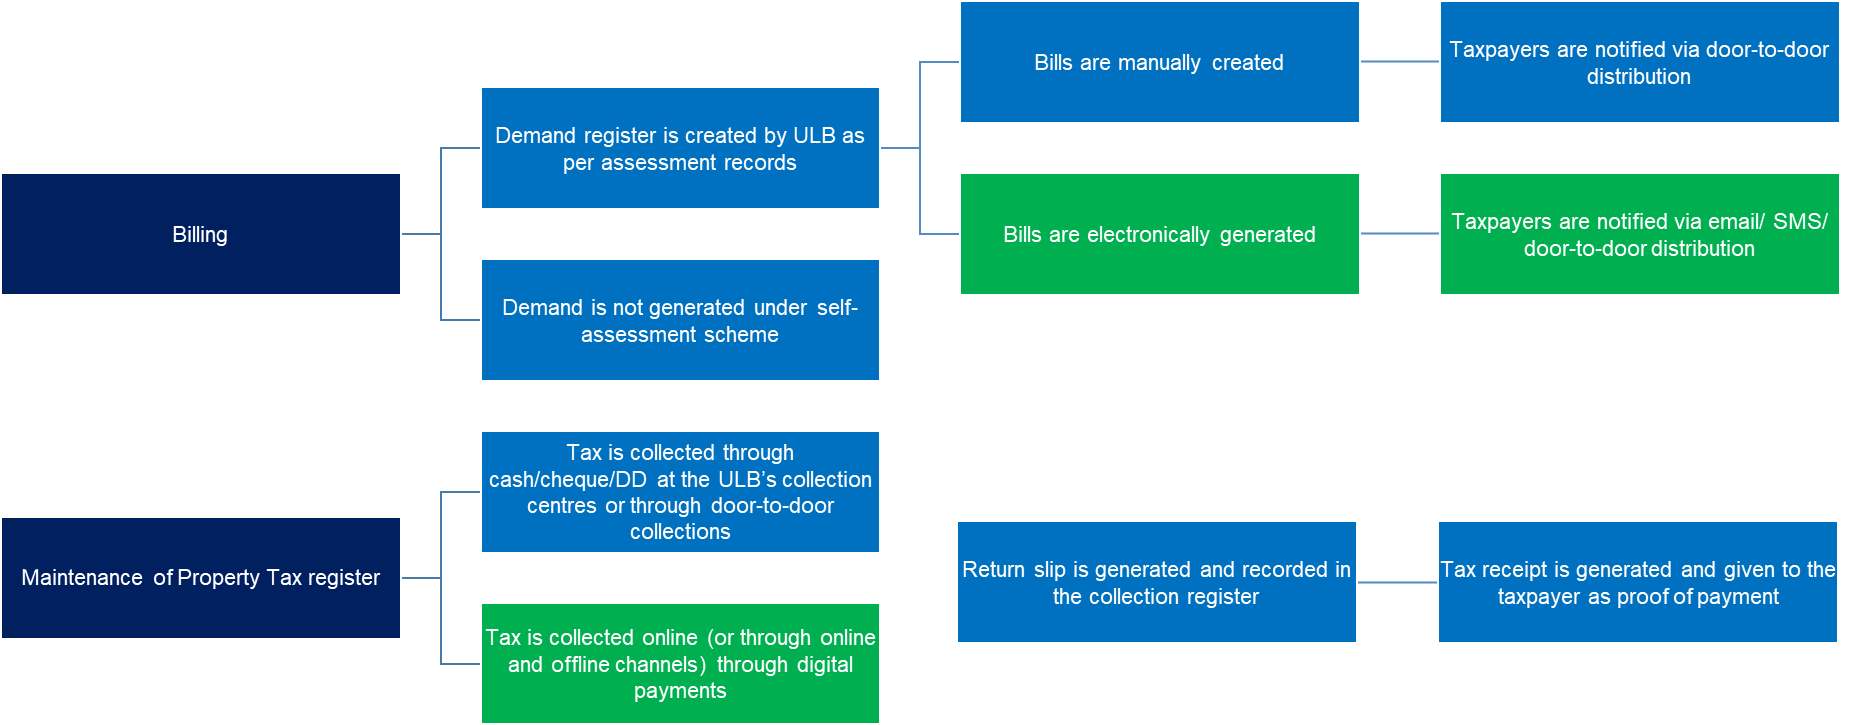 Billing
Demand register is created by ULB as
per assessment records
Demand is not generated under self-
assessment scheme
Bills are manually created
Taxpayers are notified via door-to-door
distribution
Bills are electronically generated
Taxpayers are notified via email/ SMS/
door-to-door distribution
Maintenance of Property Tax register
Tax is collected through
cash/cheque/DD at the ULB’s collection
centres or through door-to-door
collections
Tax is collected online (or through online
and offline channels) through digital
payments
Return slip is generated and recorded in
the collection register
Tax receipt is generated and given to the
taxpayer as proof of payment